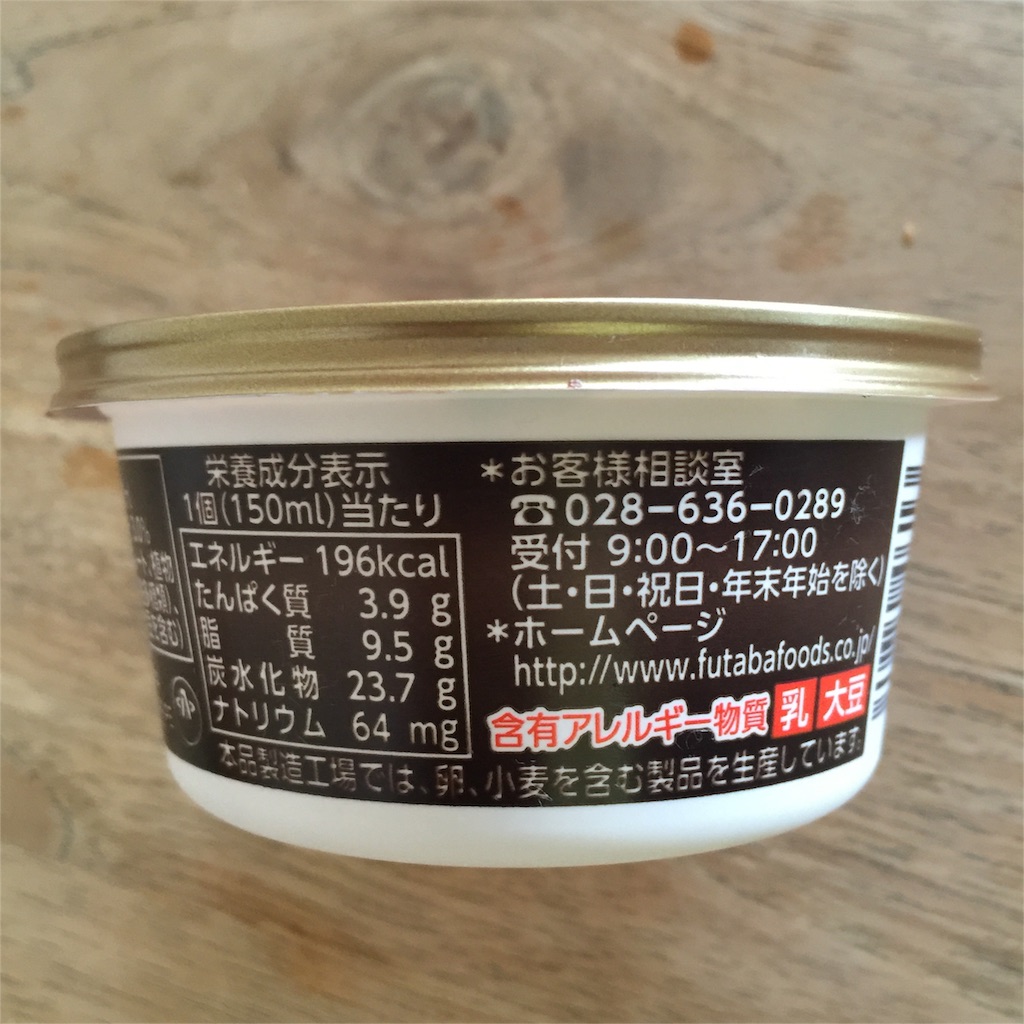 栄養成分表示
1個(150ml)当たり
エネルギー 196kcal
たんぱく質 3.9 g
脂 質 9.5 g
炭水化物 23.7 g
ナトリウム 64 mg
植物
含む)
＊お客様相談室
☎028-636-0289
受付 9:00〜17:00
(土・日・祝日・年末年始を除く)
＊ホームページ
http://www.futabafoods.co.jp/
含有アレルギー物質 乳 大豆
本品製造工場では、卵、小麦を含む製品を生産しています。